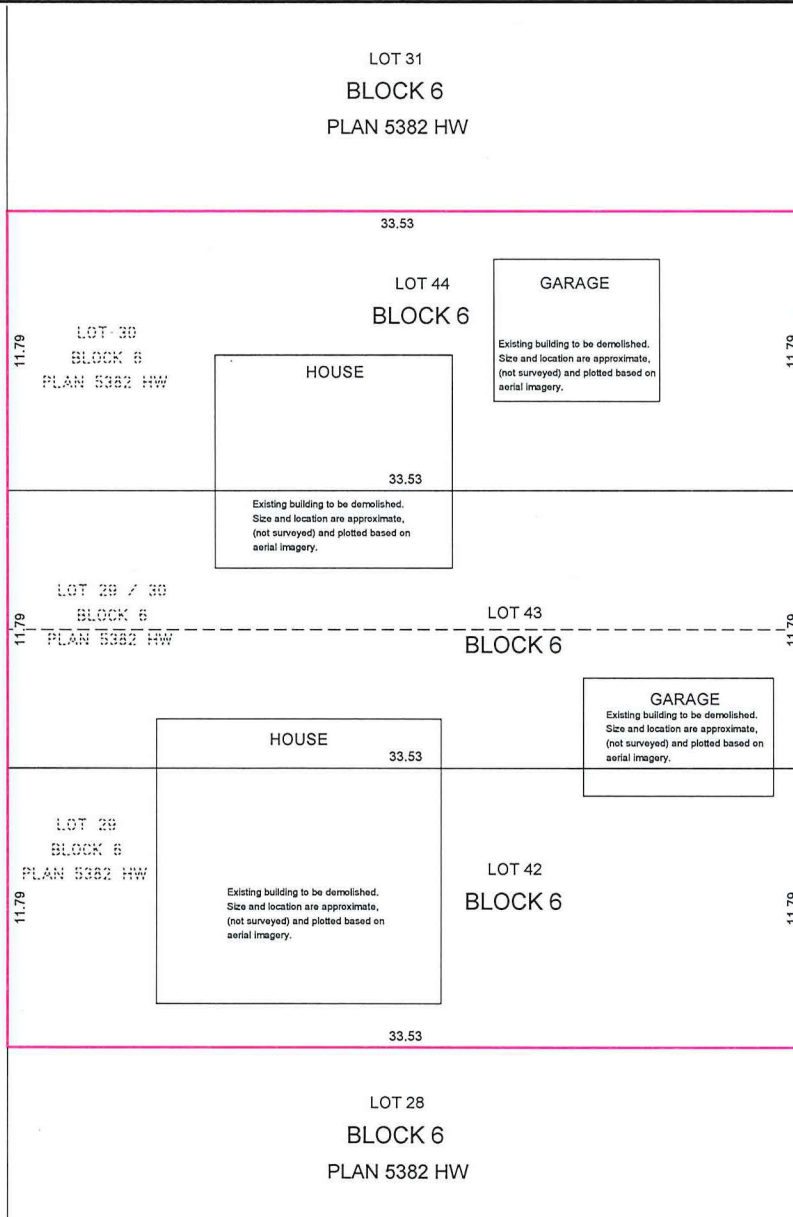 LOT 31
BLOCK 6
PLAN 5382 HW
33.53
LOT 44
BLOCK 6
GARAGE
Existing building to be demolished.
Size and location are approximate,
(not surveyed) and plotted based on
aerial imagery.
11.79
LOT 30
BLOCK 6
PLAN 5382 HW
11.79
HOUSE
33.53
Existing building to be demolished.
Size and location are approximate,
(not surveyed) and plotted based on
aerial imagery.
LOT 29 / 30
BLOCK 6
PLAN 5382 HW
11.79
LOT 43
BLOCK 6
11.79
GARAGE
Existing building to be demolished.
Size and location are approximate,
(not surveyed) and plotted based on
aerial imagery.
HOUSE
33.53
LOT 29
BLOCK 6
PLAN 5382 HW
11.79
Existing building to be demolished.
Size and location are approximate,
(not surveyed) and plotted based on
aerial imagery.
LOT 42
BLOCK 6
11.79
33.53
LOT 28
BLOCK 6
PLAN 5382 HW